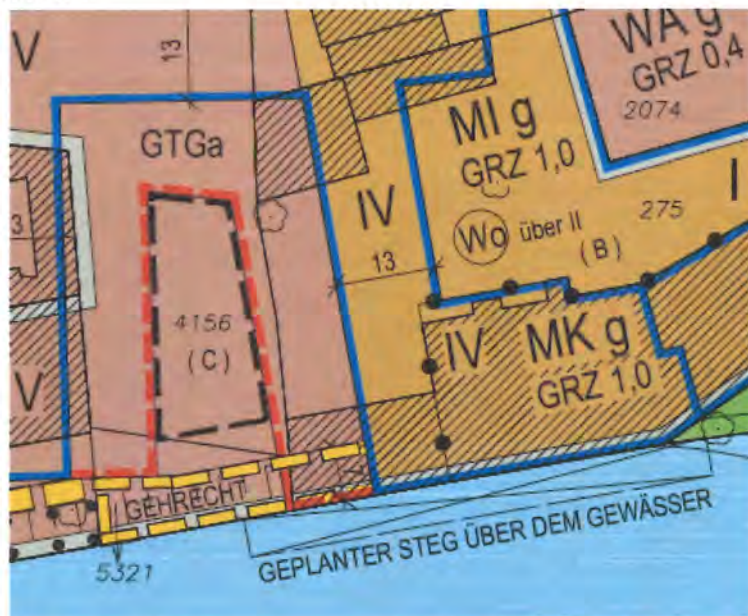 V
13
WA g
GRZ 0,4
2074
GTGa
MI g
GRZ 1,0
IV
I
275
Wo über II
( B )
3
13
4156
( C )
V
IV
MK g
GRZ 1,0
GEHRECHT
GEPLANTER STEG ÜBER DEM GEWÄSSER
5321